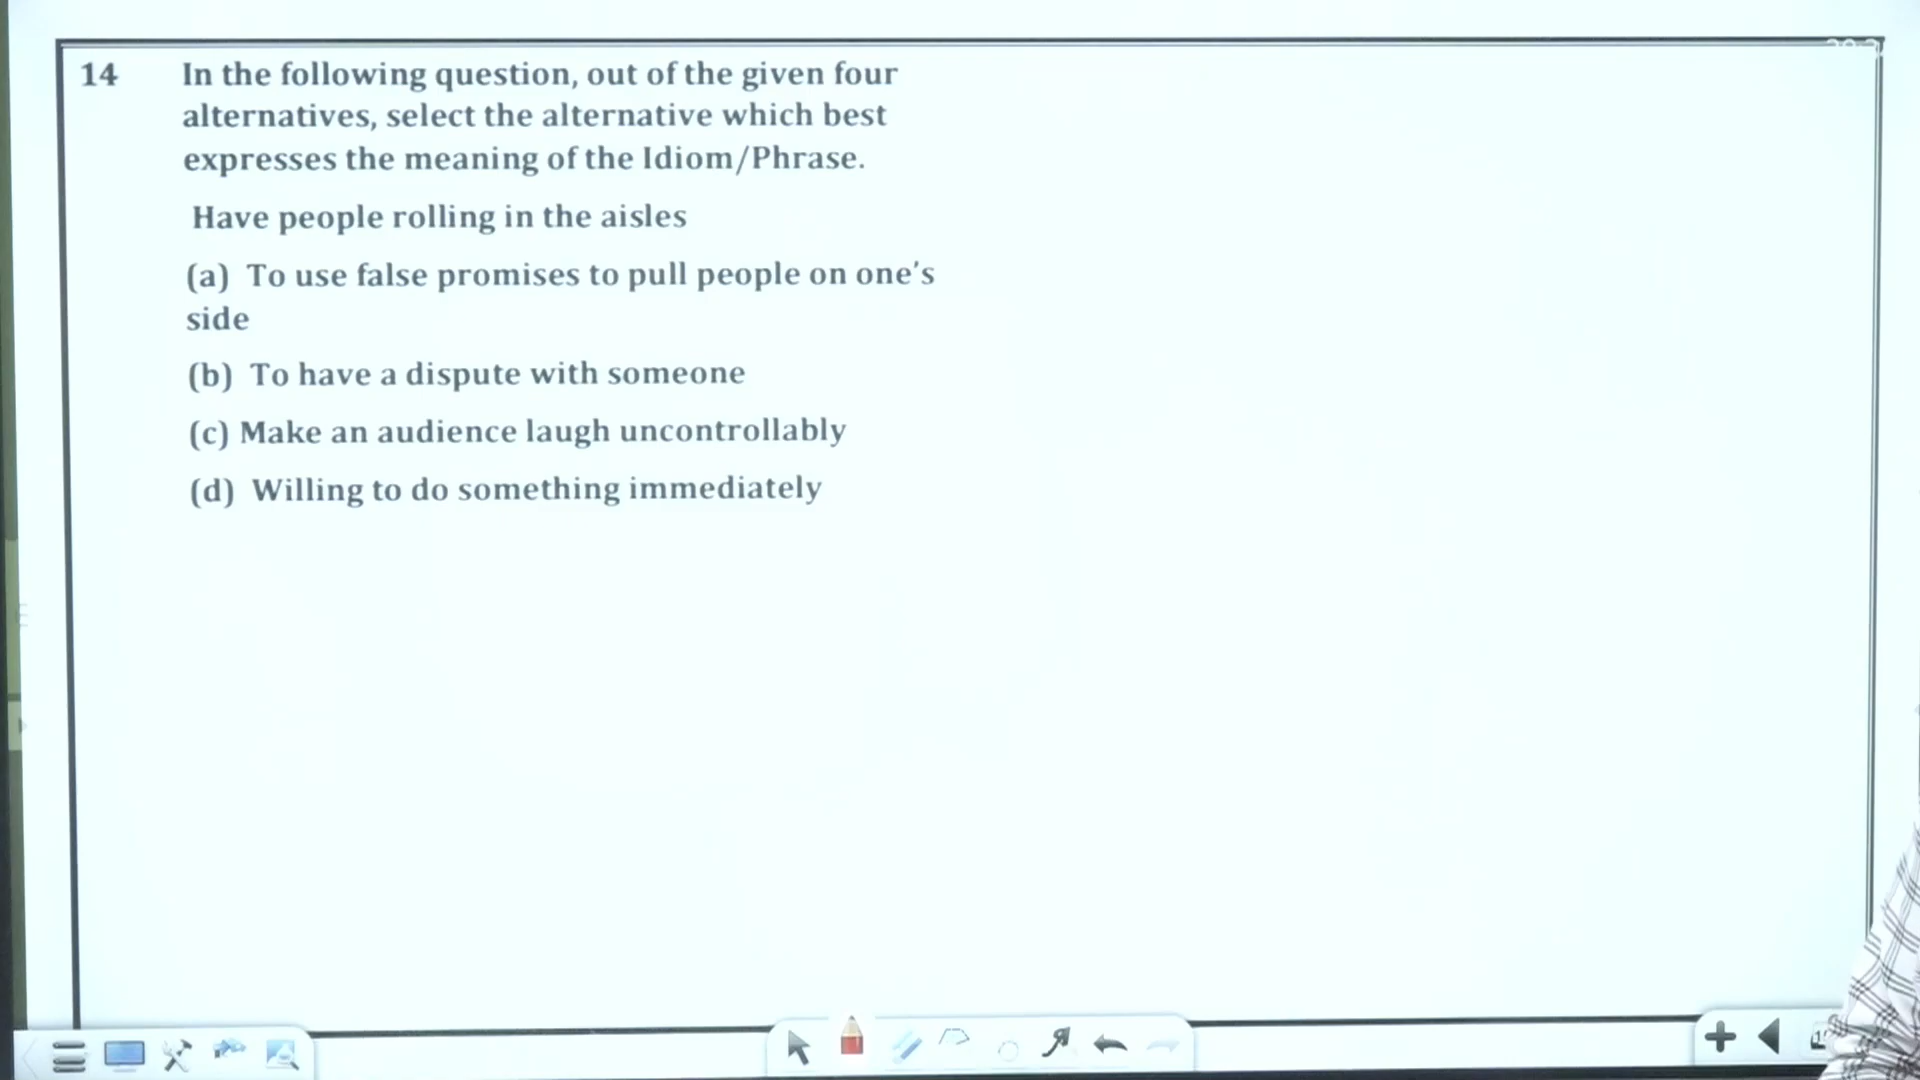 14 In the following question, out of the given four
alternatives, select the alternative which best
expresses the meaning of the Idiom/Phrase.
Have people rolling in the aisles
(a) To use false promises to pull people on one's
side
(b) To have a dispute with someone
(c) Make an audience laugh uncontrollably
(d) Willing to do something immediately